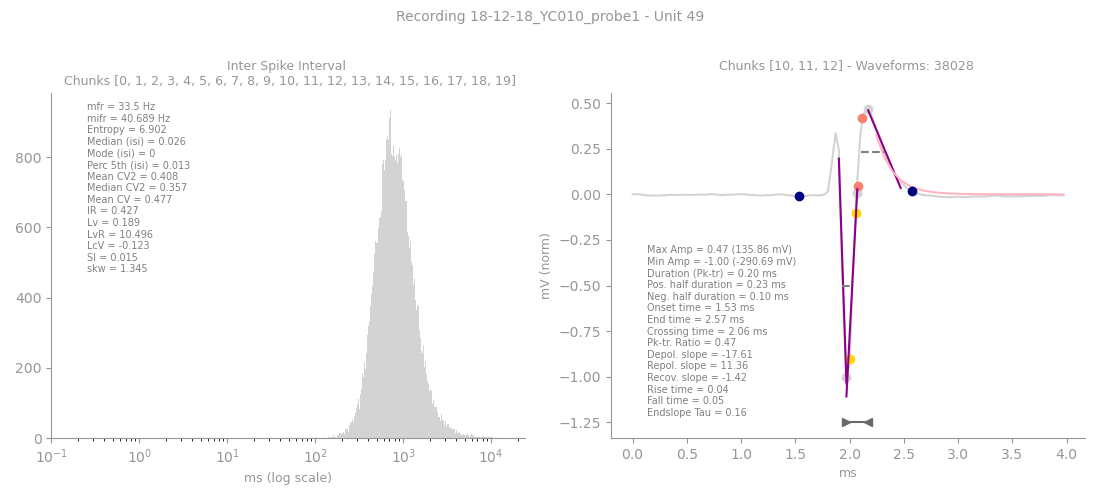 Recording 18-12-18_YC010_probe1 - Unit 49
Inter Spike Interval
Chunks [0, 1, 2, 3, 4, 5, 6, 7, 8, 9, 10, 11, 12, 13, 14, 15, 16, 17, 18, 19]
mfr = 33.5 Hz
mifr = 40.689 Hz
Entropy = 6.902
Median (isi) = 0.026
Mode (isi) = 0
Perc 5th (isi) = 0.013
Mean CV2 = 0.408
Median CV2 = 0.357
Mean CV = 0.477
IR = 0.427
Lv = 0.189
LvR = 10.496
LcV = -0.123
SI = 0.015
skw = 1.345
800
600
400
200
0
10⁻¹
10⁰
10¹
10²
10³
10⁴
ms (log scale)
Chunks [10, 11, 12] - Waveforms: 38028
mV (norm)
0.50
0.25
0.00
−0.25
−0.50
−0.75
−1.00
−1.25
Max Amp = 0.47 (135.86 mV)
Min Amp = -1.00 (-290.69 mV)
Duration (Pk-tr) = 0.20 ms
Pos. half duration = 0.23 ms
Neg. half duration = 0.10 ms
Onset time = 1.53 ms
End time = 2.57 ms
Crossing time = 2.06 ms
Pk-tr. Ratio = 0.47
Depol. slope = -17.61
Repol. slope = 11.36
Recov. slope = -1.42
Rise time = 0.04
Fall time = 0.05
Endslope Tau = 0.16
0.0
0.5
1.0
1.5
2.0
2.5
3.0
3.5
4.0
ms